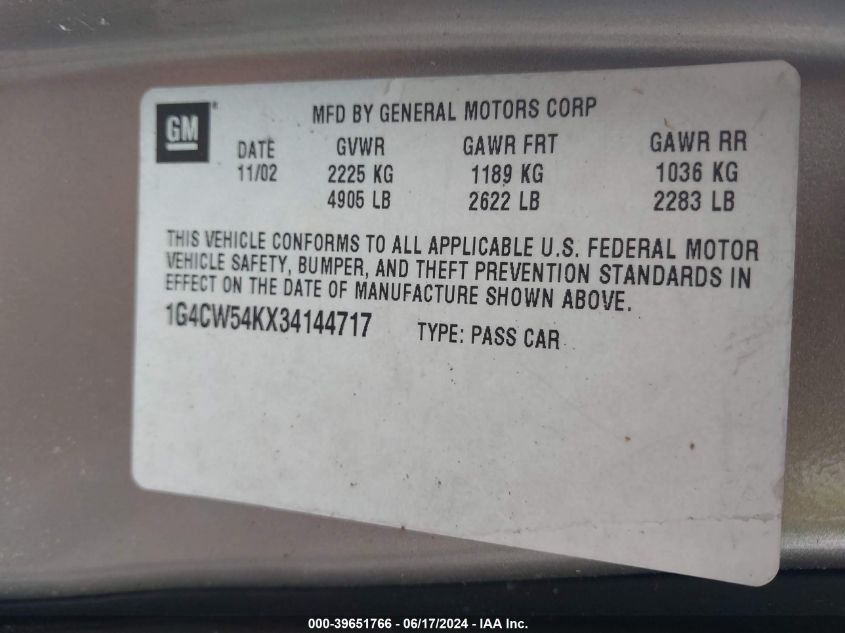 GM®
MFD BY GENERAL MOTORS CORP
DATE GVWR GAWR FRT GAWR RR
11/02 2225 KG 1189 KG 1036 KG
4905 LB 2622 LB 2283 LB
THIS VEHICLE CONFORMS TO ALL APPLICABLE U.S. FEDERAL MOTOR
VEHICLE SAFETY, BUMPER, AND THEFT PREVENTION STANDARDS IN
EFFECT ON THE DATE OF MANUFACTURE SHOWN ABOVE.
1G4CW54KX34144717 TYPE: PASS CAR
000-39651766 - 06/17/2024 - IAA Inc.